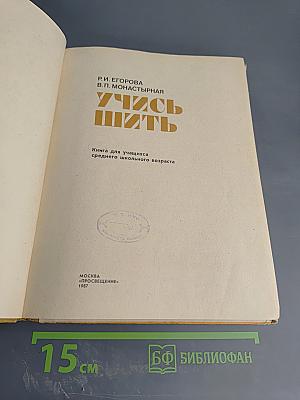 Р.И. ЕГОРОВА
В.П. МОНАСТЫРНАЯ
УЧИСЬ
ШИТЬ
Книга для учащихся
среднего школьного возраста
МОСКВА
«ПРОСВЕЩЕНИЕ»
1987
15 см
БФ БИБЛИОФАН